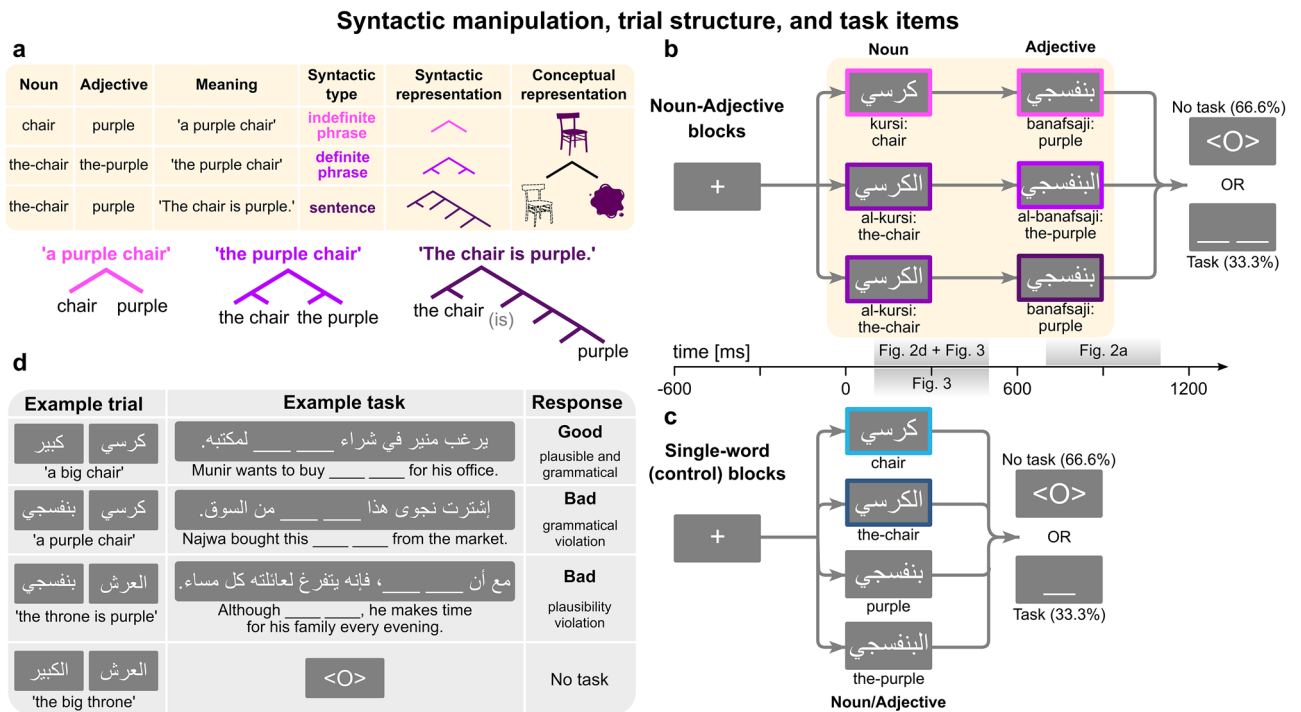 Syntactic manipulation, trial structure, and task items
a
Noun Adjective Meaning Syntactic type Syntactic representation Conceptual representation
chair purple 'a purple chair' indefinite phrase
the-chair the-purple 'the purple chair' definite phrase
the-chair purple 'The chair is purple.' sentence
'a purple chair' 'the purple chair' 'The chair is purple.'
chair purple
the chair the purple
the chair (is) purple
b
Noun Adjective
Noun-Adjective blocks
+
كرسي بنفسجي
kursi: chair
banafsaji: purple
الكرسي البنفسجي
al-kursi: the-chair
al-banafsaji: the-purple
الكرسي بنفسجي
al-kursi: the-chair
banafsaji: purple
No task (66.6%)
<O>
OR
___ ___
Task (33.3%)
time [ms]
Fig. 2d + Fig. 3
Fig. 2a
Fig. 3
-600 0 600 1200
c
Single-word (control) blocks
+
كرسي
chair
الكرسي
the-chair
بنفسجي
purple
البنفسجي
the-purple
Noun/Adjective
No task (66.6%)
<O>
OR
___
Task (33.3%)
d
Example trial Example task Response
كرسي كبير
'a big chair'
يرغب منير في شراء ____ ____ لمكتبه.
Munir wants to buy ____ ____ for his office.
Good
plausible and grammatical
كرسي بنفسجي
'a purple chair'
إشترت نجوى هذا ____ ____ من السوق.
Najwa bought this ____ ____ from the market.
Bad
grammatical violation
العرش بنفسجي
'the throne is purple'
مع أن ____ ____، فإنه يتفرغ لعائلته كل مساء.
Although ____ ____, he makes time
for his family every evening.
Bad
plausibility violation
العرش الكبير
'the big throne'
<O>
No task